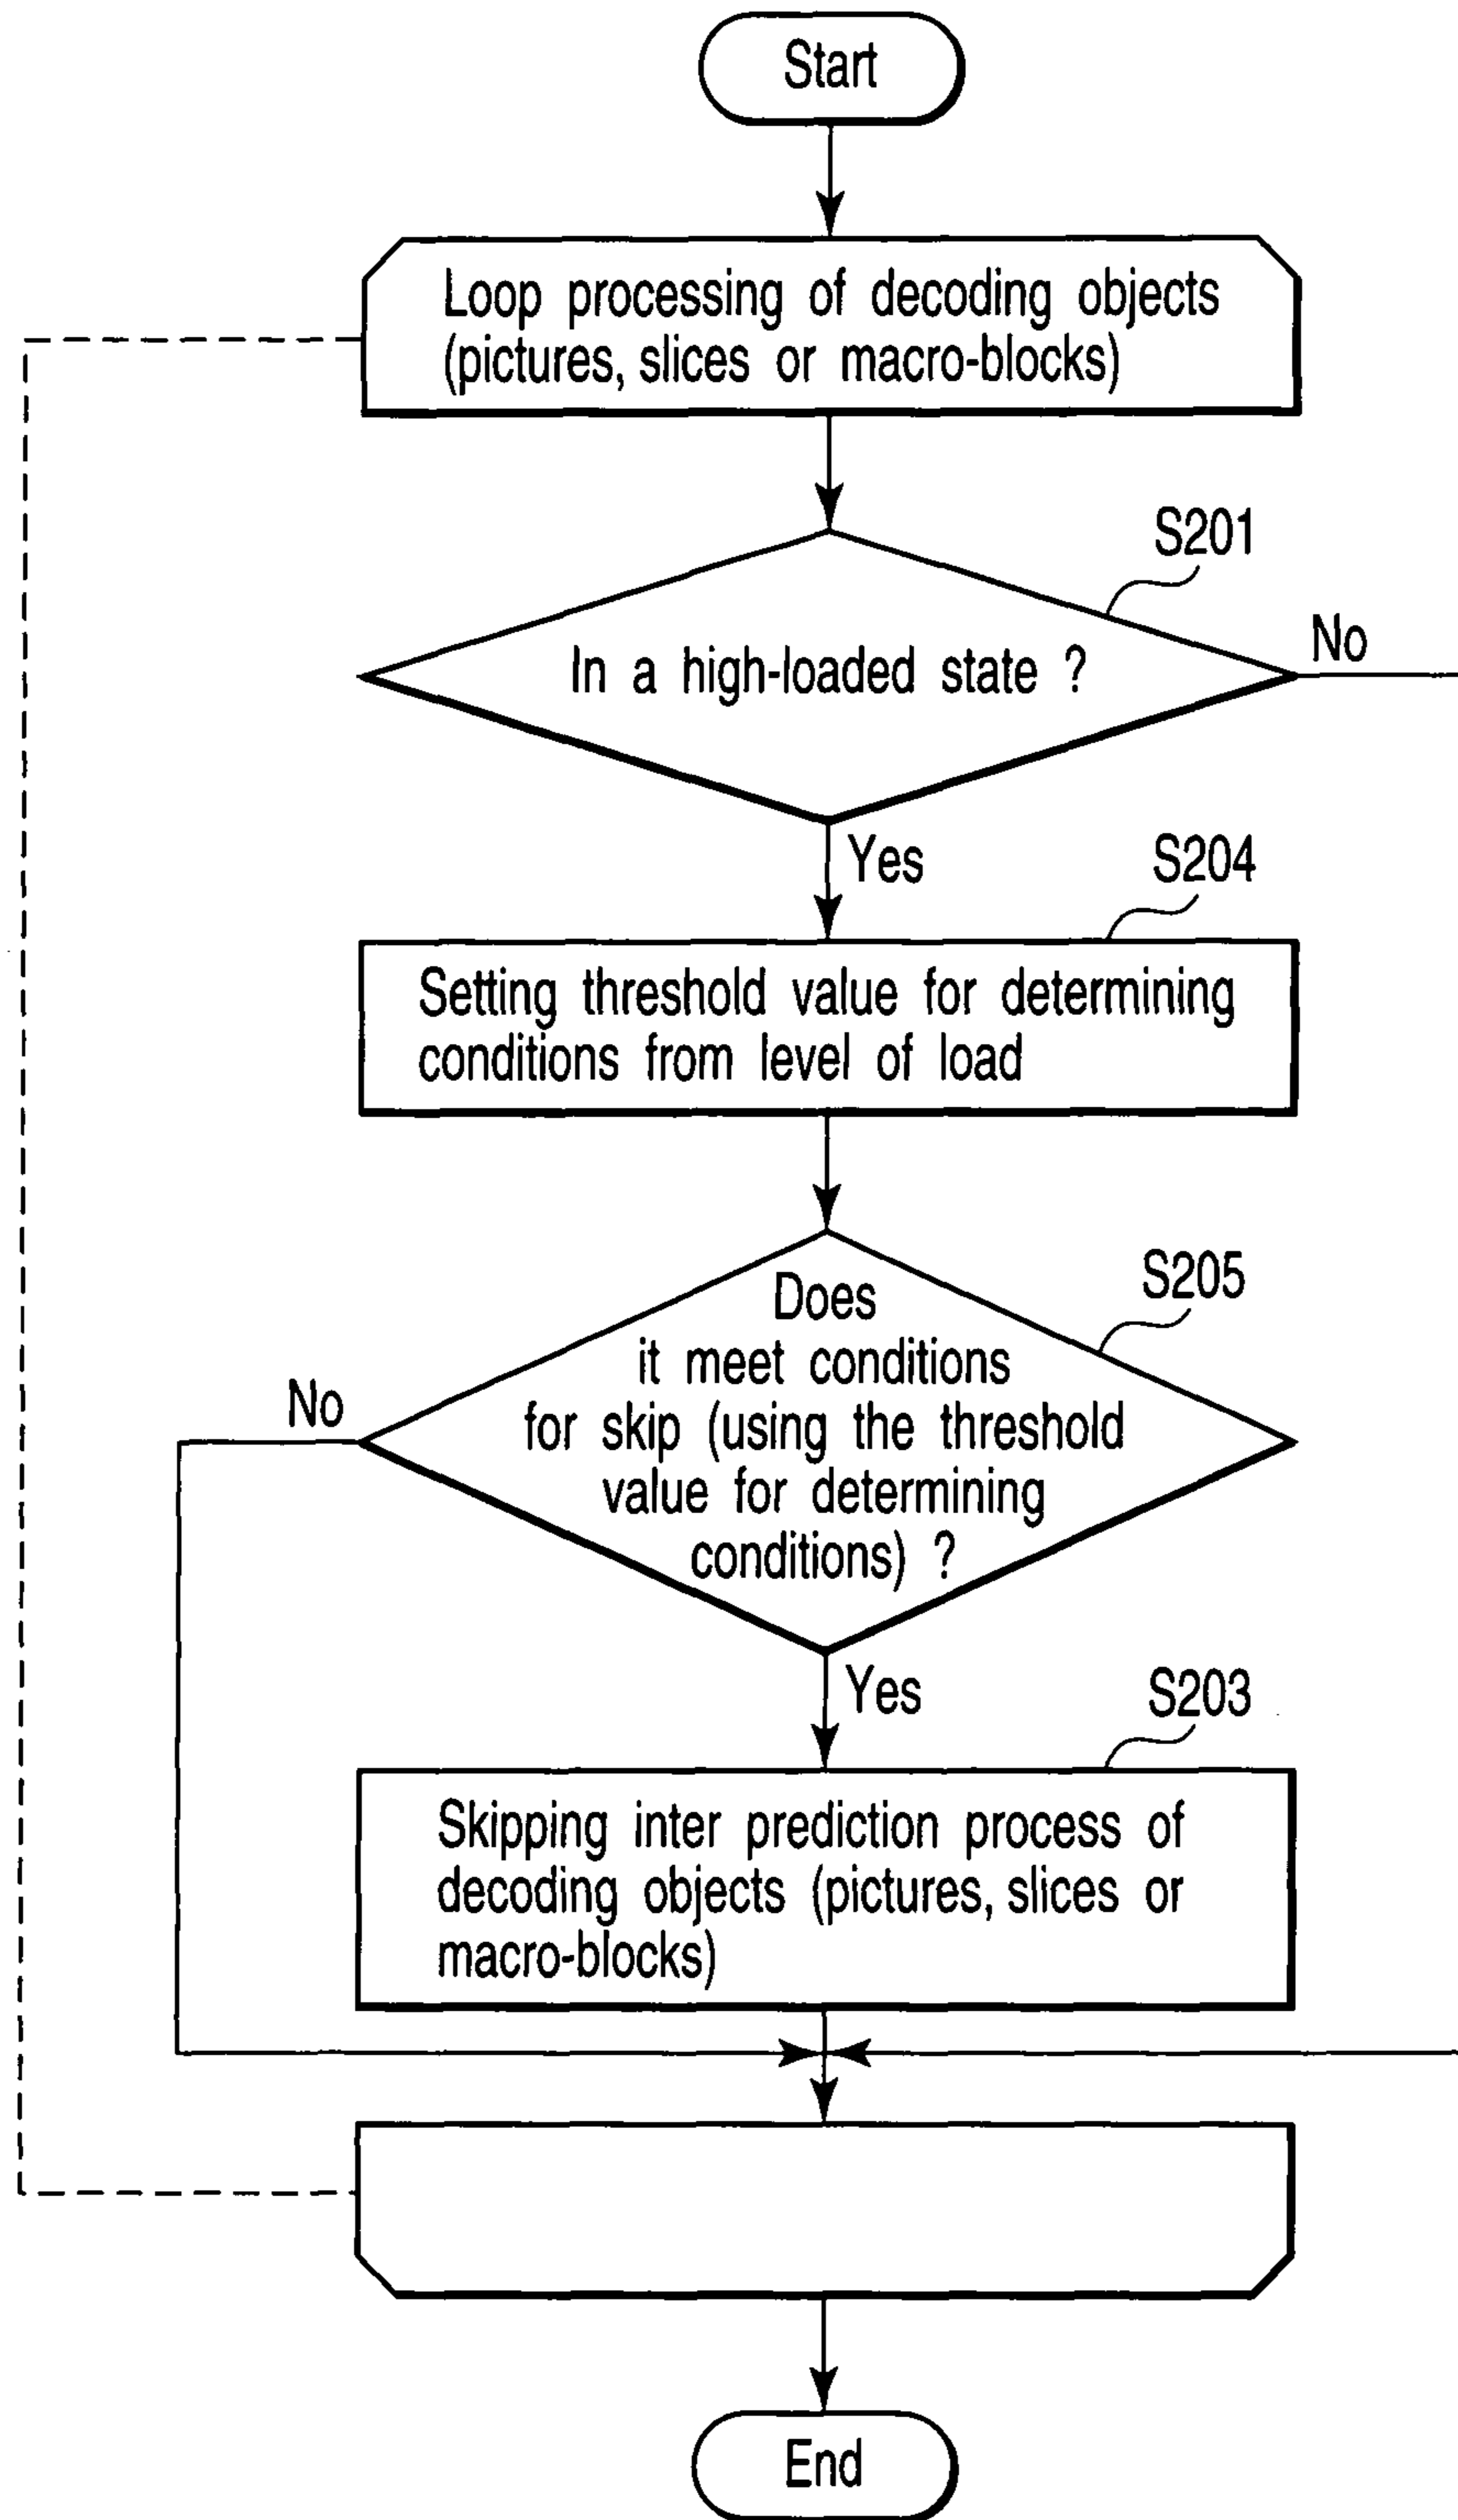 Start
Loop processing of decoding objects
(pictures, slices or macro-blocks)
S201
In a high-loaded state ?
No
Yes
S204
Setting threshold value for determining
conditions from level of load
S205
Does
it meet conditions
for skip (using the threshold
value for determining
conditions) ?
No
Yes
S203
Skipping inter prediction process of
decoding objects (pictures, slices or
macro-blocks)
End